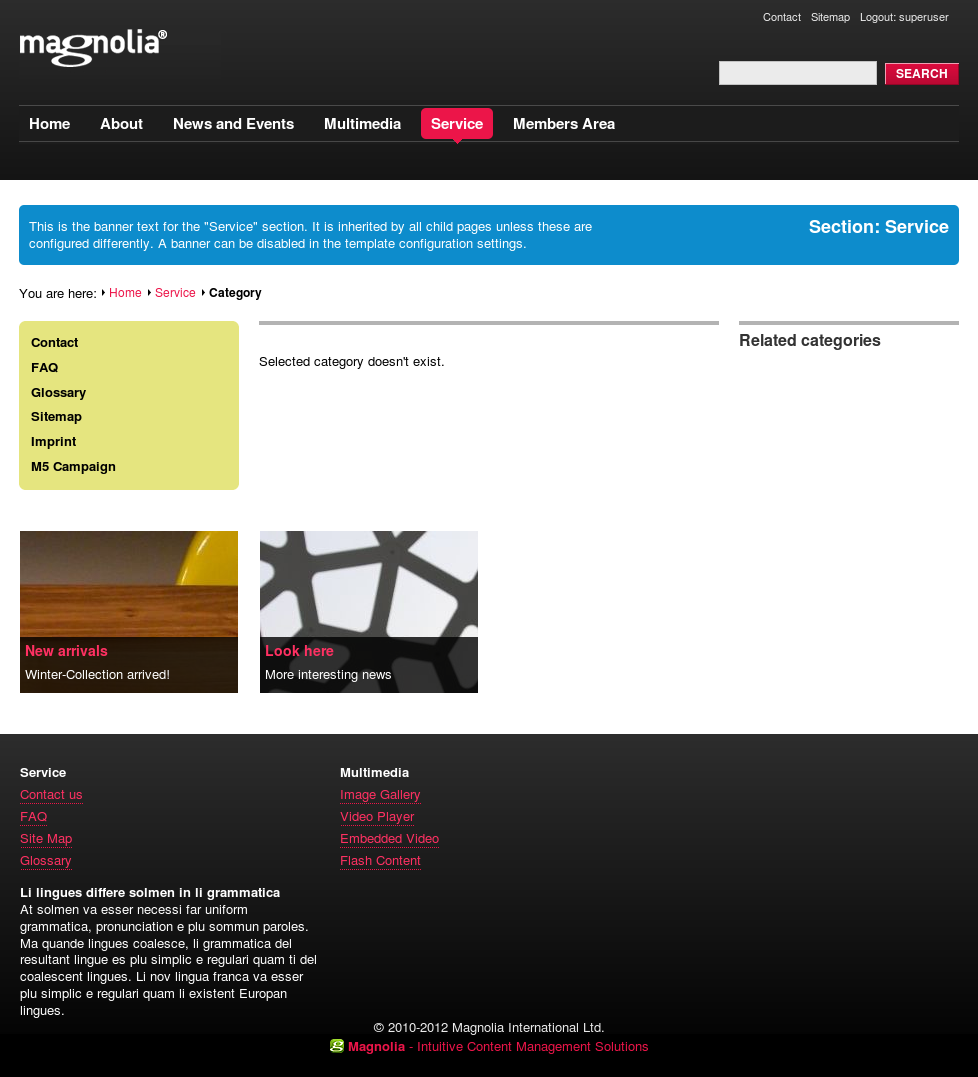 Contact Sitemap Logout: superuser
magnolia®
SEARCH
Home About News and Events Multimedia Service Members Area
This is the banner text for the "Service" section. It is inherited by all child pages unless these are
configured differently. A banner can be disabled in the template configuration settings.
Section: Service
You are here: Home Service Category
Contact
FAQ
Glossary
Sitemap
Imprint
M5 Campaign
Selected category doesn't exist.
Related categories
New arrivals
Winter-Collection arrived!
Look here
More interesting news
Service
Contact us
FAQ
Site Map
Glossary
Multimedia
Image Gallery
Video Player
Embedded Video
Flash Content
Li lingues differe solmen in li grammatica
At solmen va esser necessi far uniform
grammatica, pronunciation e plu sommun paroles.
Ma quande lingues coalesce, li grammatica del
resultant lingue es plu simplic e regulari quam ti del
coalescent lingues. Li nov lingua franca va esser
plu simplic e regulari quam li existent Europan
lingues.
© 2010-2012 Magnolia International Ltd.
Magnolia - Intuitive Content Management Solutions